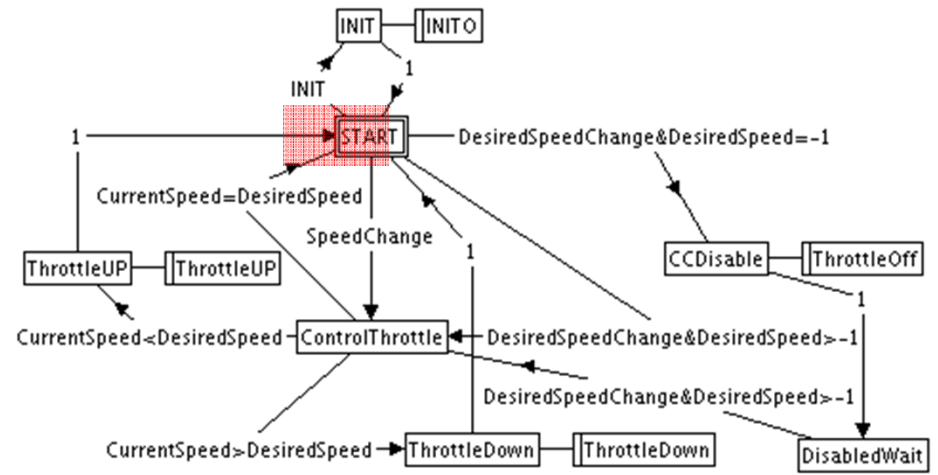 INIT
INITO
1
INIT
1
START
DesiredSpeedChange&DesiredSpeed=-1
CurrentSpeed=DesiredSpeed
SpeedChange
1
ThrottleUP
ThrottleUP
CCDisable
ThrottleOff
1
CurrentSpeed<DesiredSpeed
ControlThrottle
DesiredSpeedChange&DesiredSpeed>-1
DesiredSpeedChange&DesiredSpeed>-1
CurrentSpeed>DesiredSpeed
ThrottleDown
ThrottleDown
DisabledWait